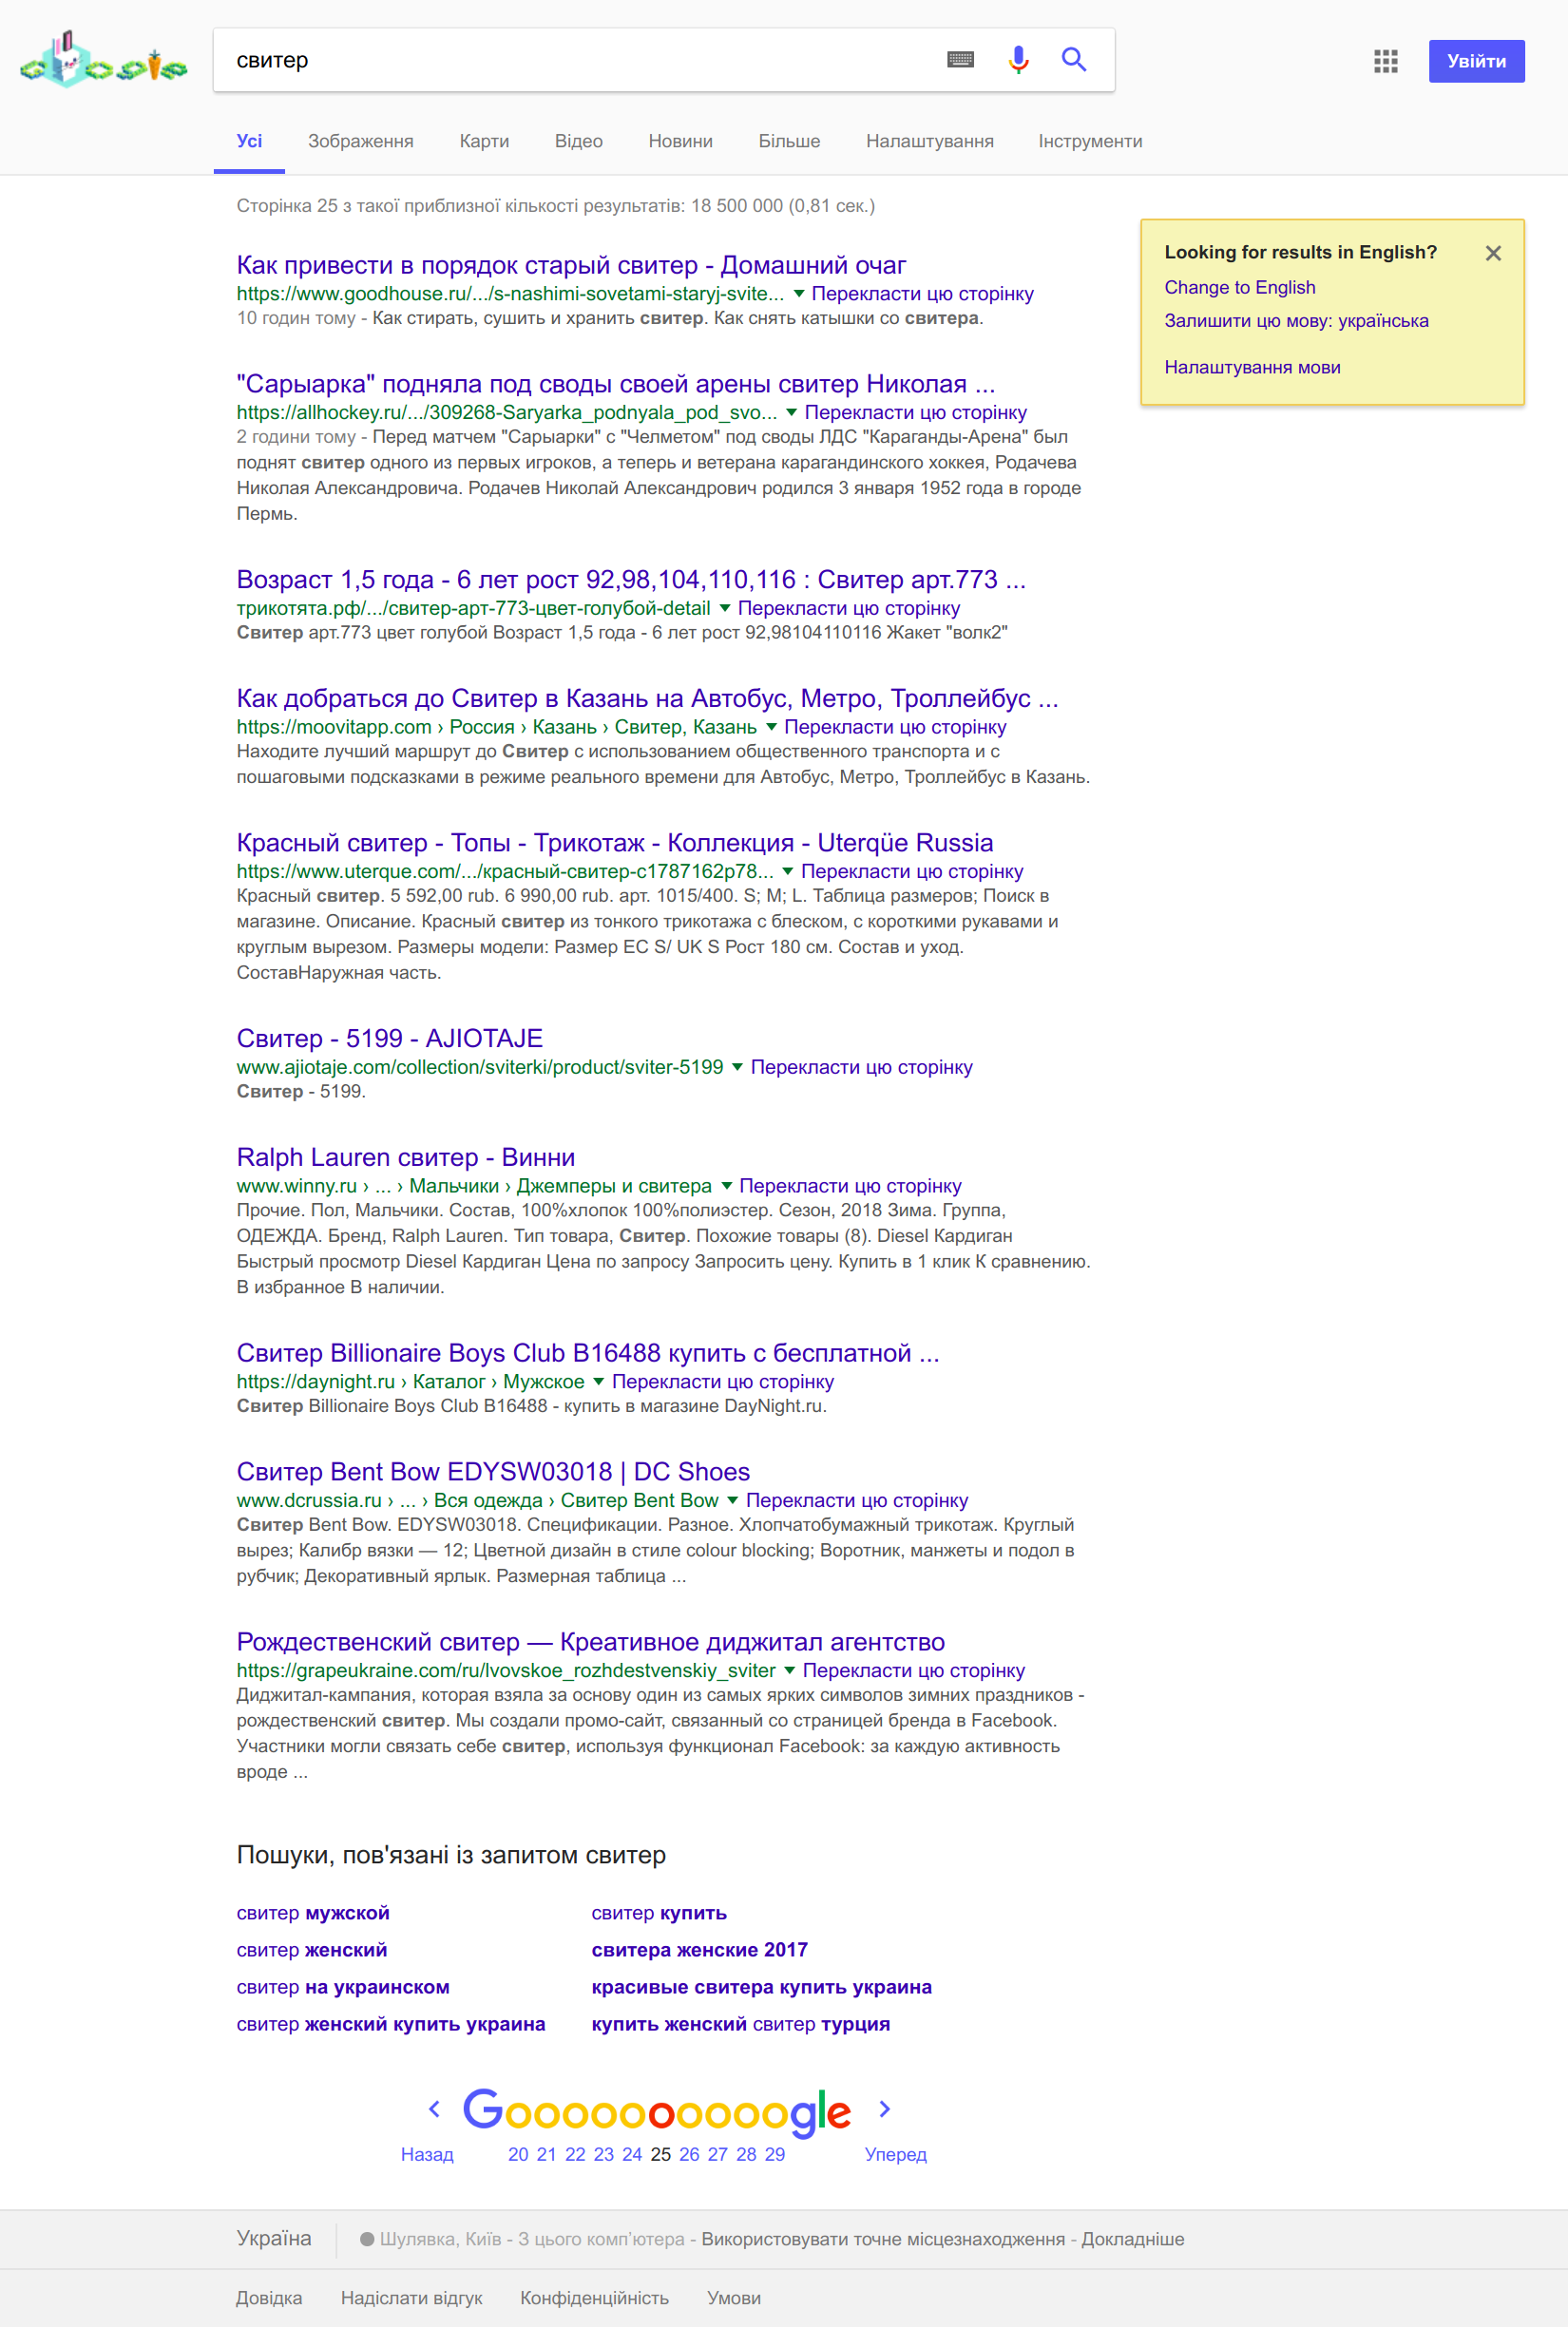 свитер
Увійти
Усі Зображення Карти Відео Новини Більше Налаштування Інструменти
Сторінка 25 з такої приблизної кількості результатів: 18 500 000 (0,81 сек.)
Looking for results in English?
Change to English
Залишити цю мову: українська
Налаштування мови
Как привести в порядок старый свитер - Домашний очаг
https://www.goodhouse.ru/.../s-nashimi-sovetami-staryj-svite... ▼ Перекласти цю сторінку
10 годин тому - Как стирать, сушить и хранить свитер. Как снять катышки со свитера.
"Сарыарка" подняла под своды своей арены свитер Николая ...
https://allhockey.ru/.../309268-Saryarka_podnyala_pod_svo... ▼ Перекласти цю сторінку
2 години тому - Перед матчем "Сарыарки" с "Челметом" под своды ЛДС "Караганды-Арена" был
поднят свитер одного из первых игроков, а теперь и ветерана карагандинского хоккея, Родачева
Николая Александровича. Родачев Николай Александрович родился 3 января 1952 года в городе
Пермь.
Возраст 1,5 года - 6 лет рост 92,98,104,110,116 : Свитер арт.773 ...
трикотята.рф/.../свитер-арт-773-цвет-голубой-detail ▼ Перекласти цю сторінку
Свитер арт.773 цвет голубой Возраст 1,5 года - 6 лет рост 92,98104110116 Жакет "волк2"
Как добраться до Свитер в Казань на Автобус, Метро, Троллейбус ...
https://moovitapp.com › Россия › Казань › Свитер, Казань ▼ Перекласти цю сторінку
Находите лучший маршрут до Свитер с использованием общественного транспорта и с
пошаговыми подсказками в режиме реального времени для Автобус, Метро, Троллейбус в Казань.
Красный свитер - Топы - Трикотаж - Коллекция - Uterqüe Russia
https://www.uterque.com/.../красный-свитер-c1787162p78... ▼ Перекласти цю сторінку
Красный свитер. 5 592,00 rub. 6 990,00 rub. арт. 1015/400. S; M; L. Таблица размеров; Поиск в
магазине. Описание. Красный свитер из тонкого трикотажа с блеском, с короткими рукавами и
круглым вырезом. Размеры модели: Размер ЕС S/ UK S Рост 180 см. Состав и уход.
СоставНаружная часть.
Свитер - 5199 - AJIOTAJE
www.ajiotaje.com/collection/sviterki/product/sviter-5199 ▼ Перекласти цю сторінку
Свитер - 5199.
Ralph Lauren свитер - Винни
www.winny.ru › ... › Мальчики › Джемперы и свитера ▼ Перекласти цю сторінку
Прочие. Пол, Мальчики. Состав, 100%хлопок 100%полиэстер. Сезон, 2018 Зима. Группа,
ОДЕЖДА. Бренд, Ralph Lauren. Тип товара, Свитер. Похожие товары (8). Diesel Кардиган
Быстрый просмотр Diesel Кардиган Цена по запросу Запросить цену. Купить в 1 клик К сравнению.
В избранное В наличии.
Свитер Billionaire Boys Club B16488 купить с бесплатной ...
https://daynight.ru › Каталог › Мужское ▼ Перекласти цю сторінку
Свитер Billionaire Boys Club B16488 - купить в магазине DayNight.ru.
Свитер Bent Bow EDYSW03018 | DC Shoes
www.dcrussia.ru › ... › Вся одежда › Свитер Bent Bow ▼ Перекласти цю сторінку
Свитер Bent Bow. EDYSW03018. Спецификации. Разное. Хлопчатобумажный трикотаж. Круглый
вырез; Калибр вязки — 12; Цветной дизайн в стиле colour blocking; Воротник, манжеты и подол в
рубчик; Декоративный ярлык. Размерная таблица ...
Рождественский свитер — Креативное диджитал агентство
https://grapeukraine.com/ru/lvovskoe_rozhdestvenskiy_sviter ▼ Перекласти цю сторінку
Диджитал-кампания, которая взяла за основу один из самых ярких символов зимних праздников -
рождественский свитер. Мы создали промо-сайт, связанный со страницей бренда в Facebook.
Участники могли связать себе свитер, используя функционал Facebook: за каждую активность
вроде ...
Пошуки, пов'язані із запитом свитер
свитер мужской свитер купить
свитер женский свитера женские 2017
свитер на украинском красивые свитера купить украина
свитер женский купить украина купить женский свитер турция
Goooooooooogle
Назад 20 21 22 23 24 25 26 27 28 29 Уперед
Україна Шулявка, Київ - З цього комп’ютера - Використовувати точне місцезнаходження - Докладніше
Довідка Надіслати відгук Конфіденційність Умови